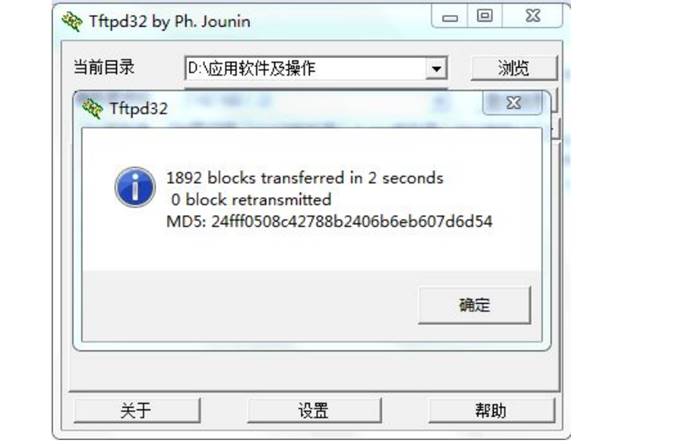 Tftpd32 by Ph. Jounin
当前目录 D:\应用软件及操作 浏览
Tftpd32
1892 blocks transferred in 2 seconds
0 block retransmitted
MD5: 24fff0508c42788b2406b6eb607d6d54
确定
关于 设置 帮助